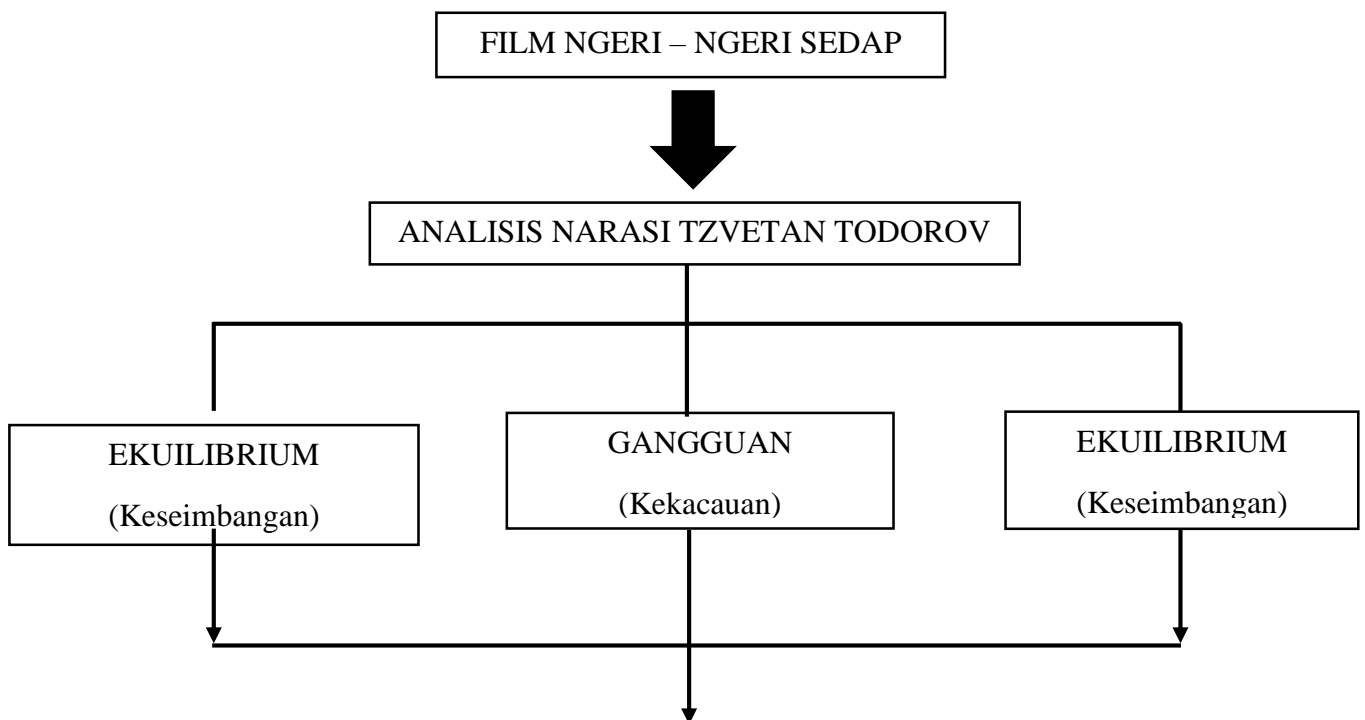 FILM NGERI – NGERI SEDAP
ANALISIS NARASI TZVETAN TODOROV
EKUILIBRIUM
(Keseimbangan)
GANGGUAN
(Kekacauan)
EKUILIBRIUM
(Keseimbangan)